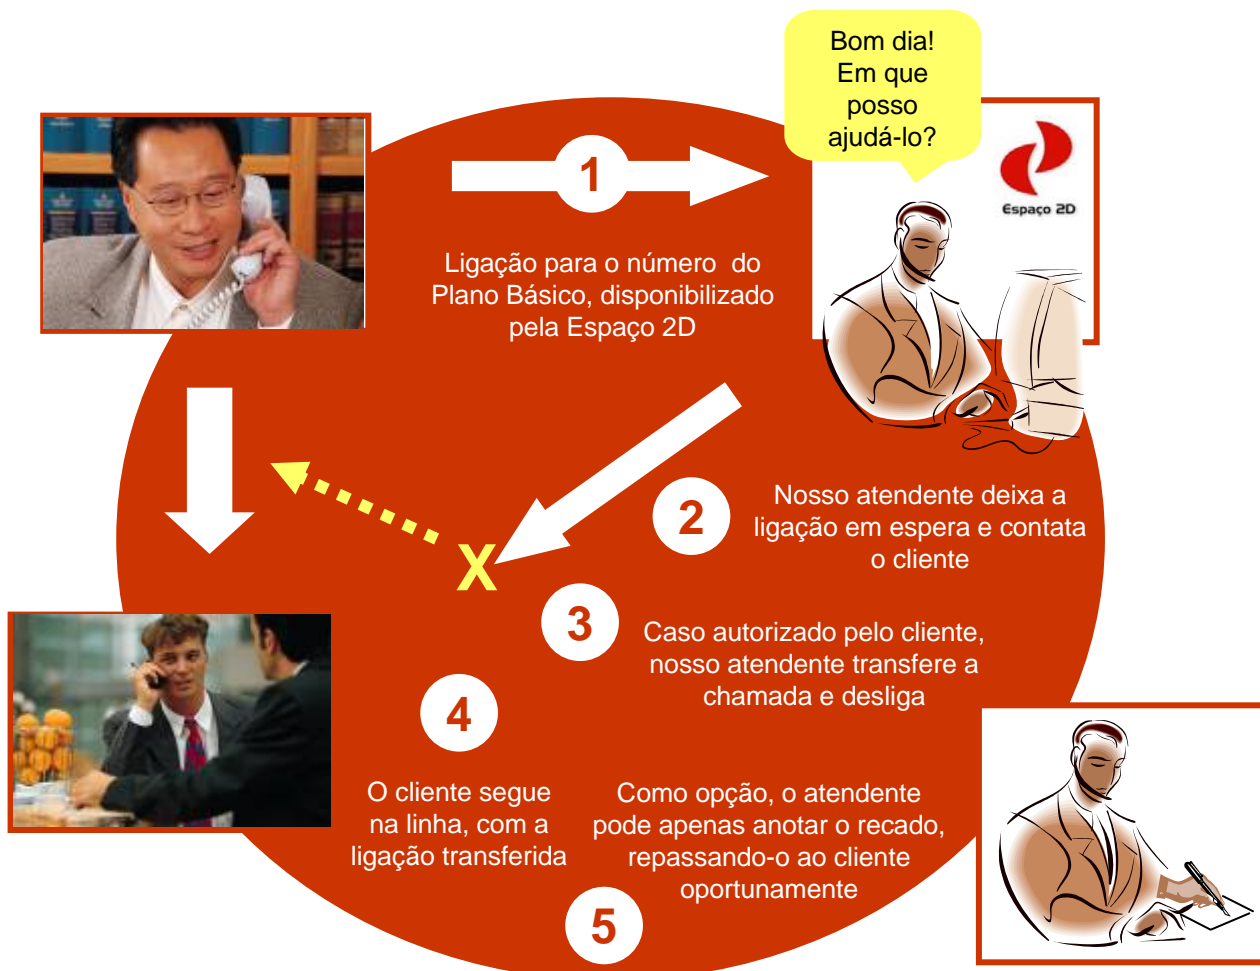 Bom dia!
Em que
posso
ajudá-lo?
Espaço 2D
1
Ligação para o número do
Plano Básico, disponibilizado
pela Espaço 2D
2
Nosso atendente deixa a
ligação em espera e contata
o cliente
X
3
Caso autorizado pelo cliente,
nosso atendente transfere a
chamada e desliga
4
O cliente segue
na linha, com a
ligação transferida
Como opção, o atendente
pode apenas anotar o recado,
repassando-o ao cliente
oportunamente
5